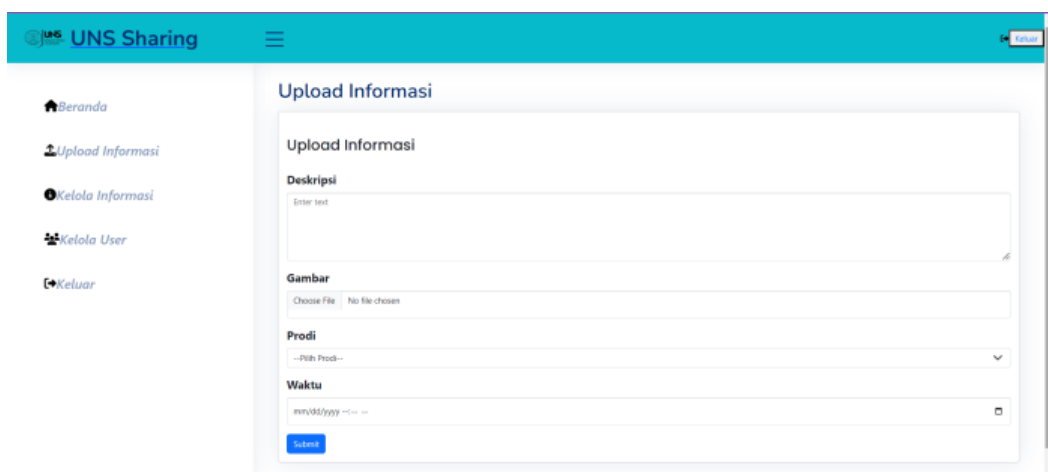 UNS UNS Sharing
Keluar
Beranda
Upload Informasi
Kelola Informasi
Kelola User
Keluar
Upload Informasi
Upload Informasi
Deskripsi
Enter text
Gambar
Choose File No file chosen
Prodi
--Pilih Prodi--
Waktu
mm/dd/yyyy --:-- --
Submit